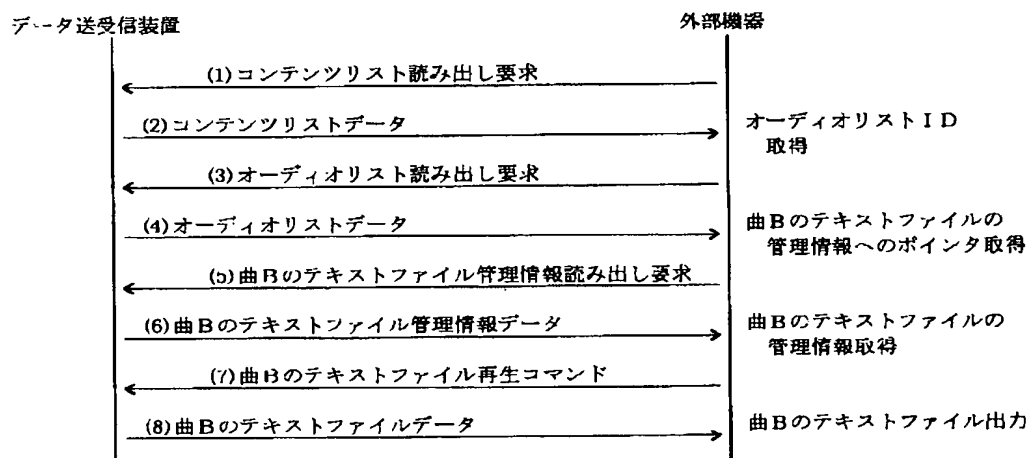 データ送受信装置
外部機器
(1)コンテンツリスト読み出し要求
(2)コンテンツリストデータ
オーディオリストID
取得
(3)オーディオリスト読み出し要求
(4)オーディオリストデータ
曲Bのテキストファイルの
管理情報へのポインタ取得
(5)曲Bのテキストファイル管理情報読み出し要求
(6)曲Bのテキストファイル管理情報データ
曲Bのテキストファイルの
管理情報取得
(7)曲Bのテキストファイル再生コマンド
(8)曲Bのテキストファイルデータ
曲Bのテキストファイル出力